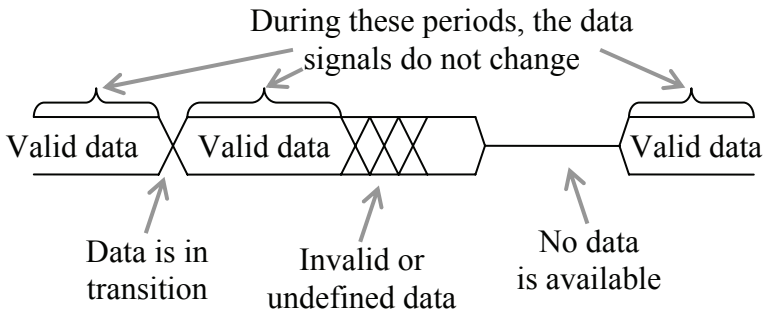 During these periods, the data
signals do not change
Valid data
Valid data
Valid data
Data is in
transition
Invalid or
undefined data
No data
is available